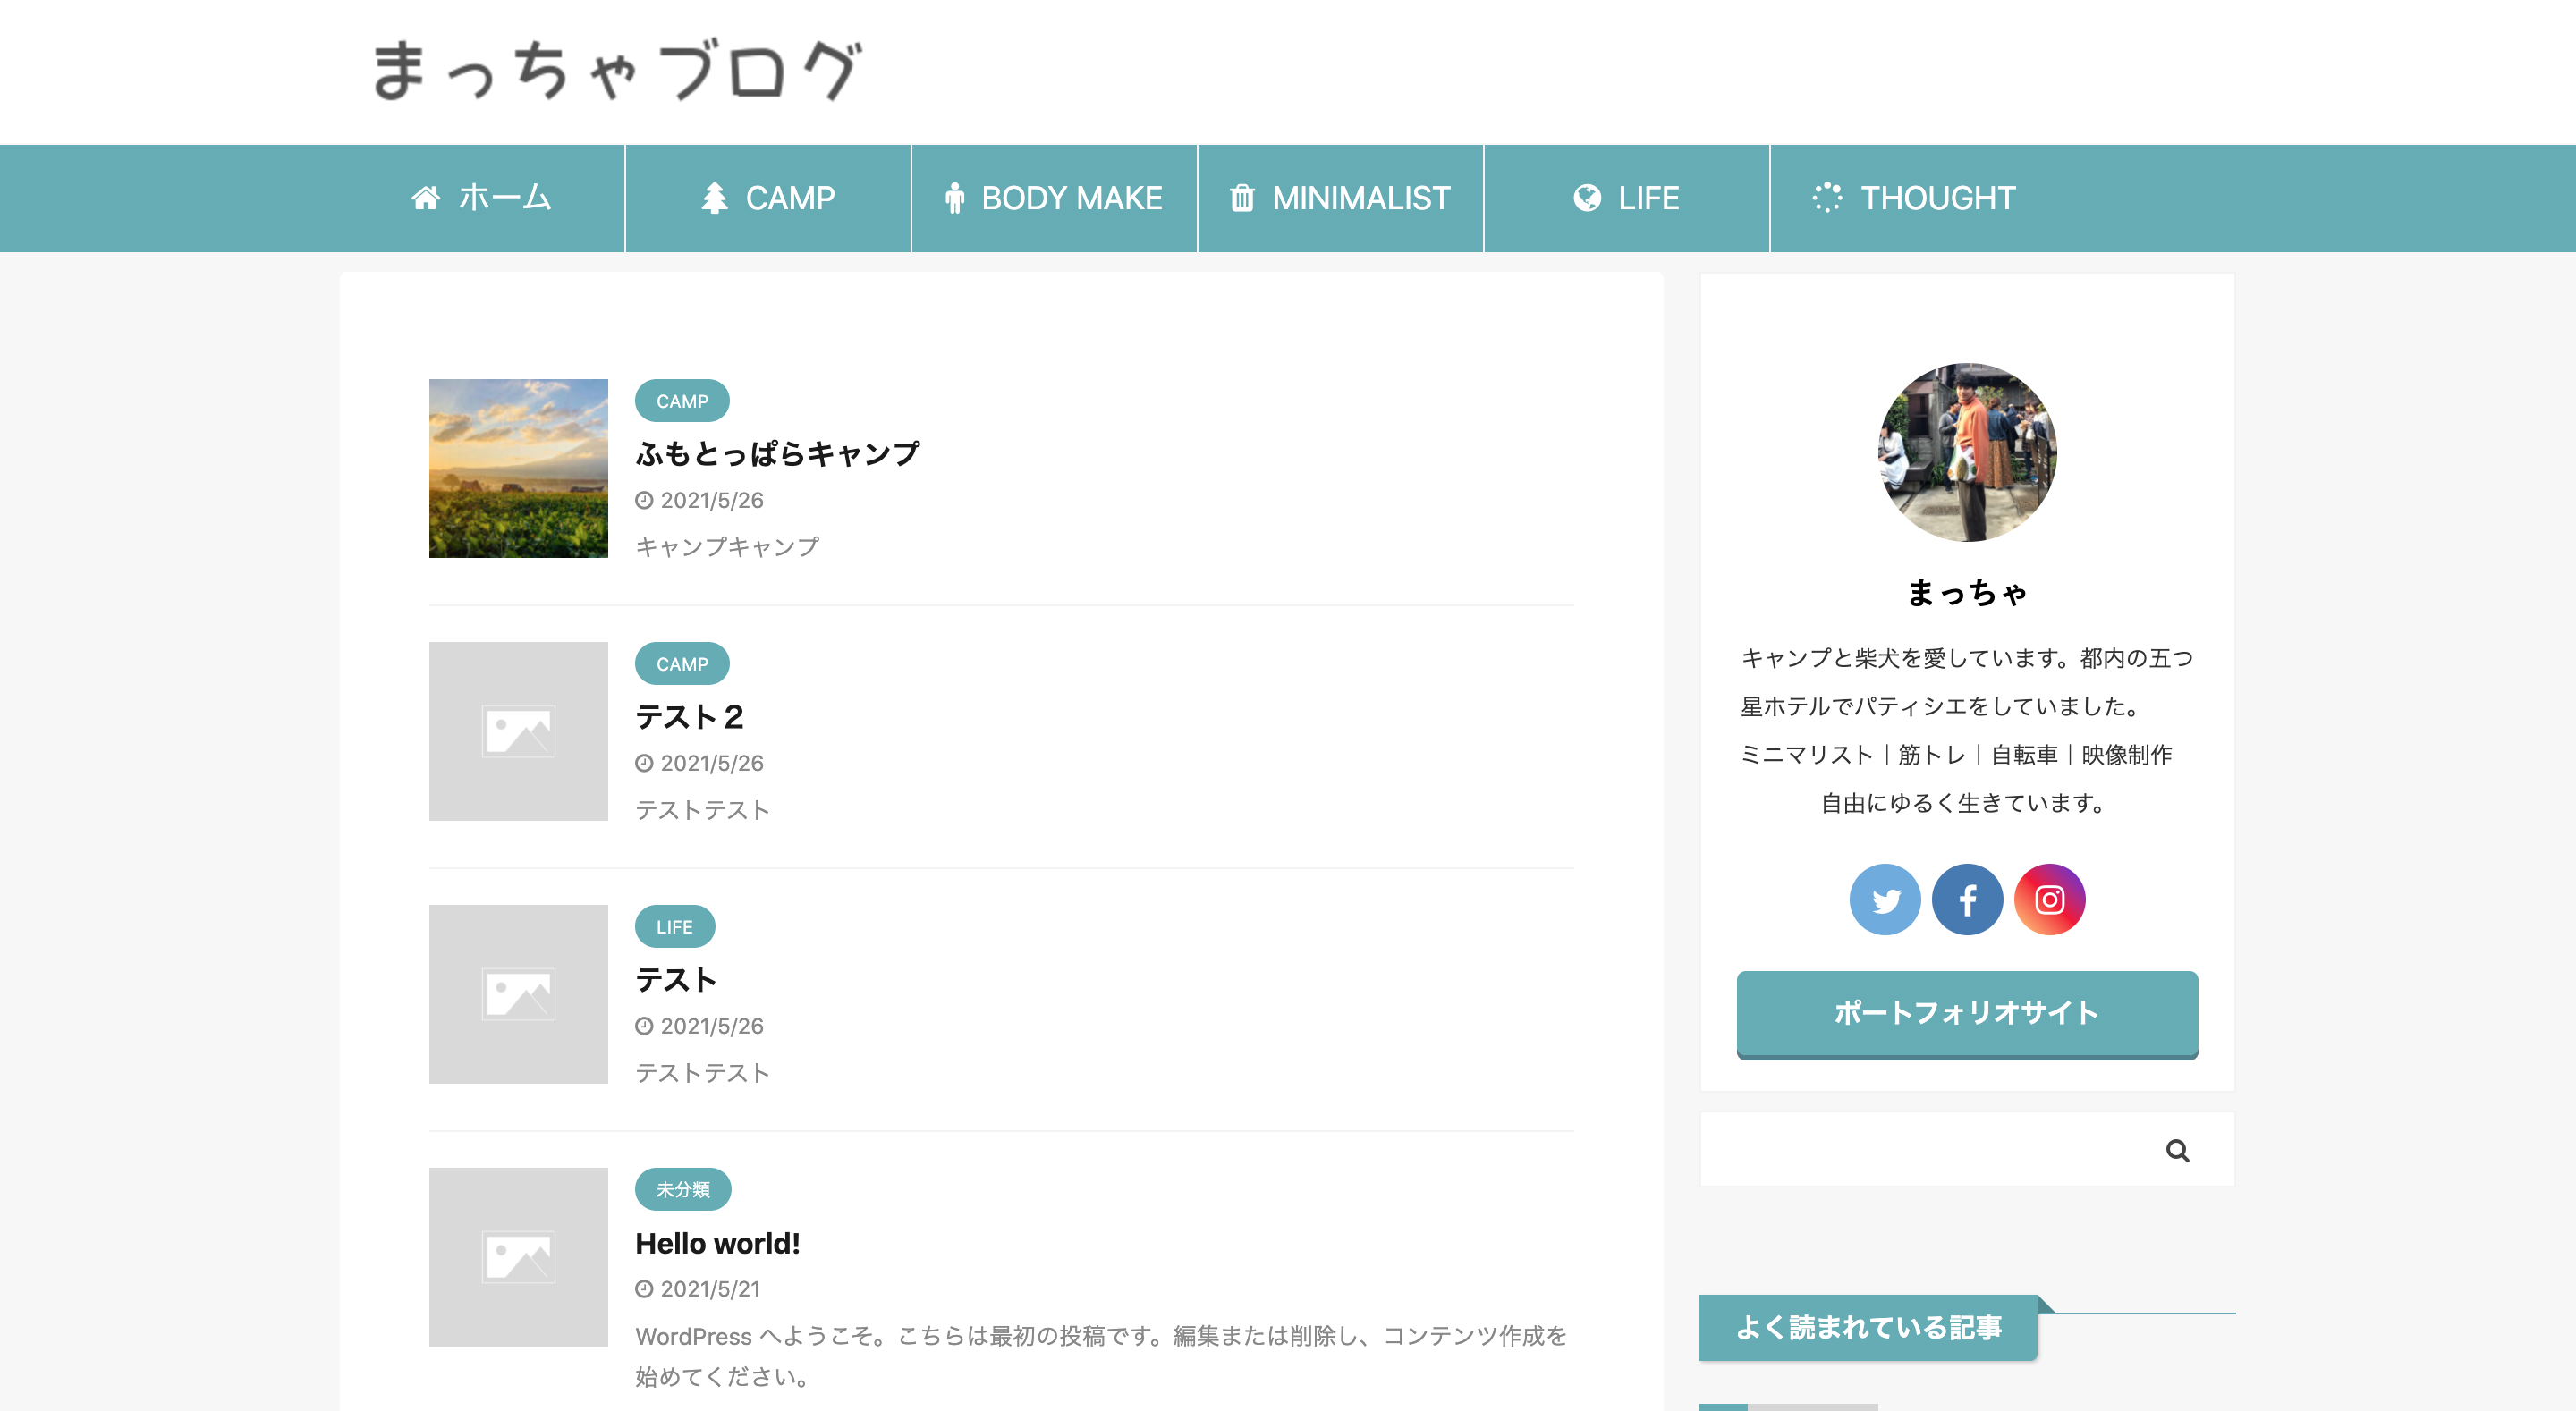 まっちゃブログ
ホーム
CAMP
BODY MAKE
MINIMALIST
LIFE
THOUGHT
CAMP
ふもとっぱらキャンプ
2021/5/26
キャンプキャンプ
CAMP
テスト２
2021/5/26
テストテスト
LIFE
テスト
2021/5/26
テストテスト
未分類
Hello world!
2021/5/21
WordPress へようこそ。こちらは最初の投稿です。編集または削除し、コンテンツ作成を
始めてください。
まっちゃ
キャンプと柴犬を愛しています。都内の五つ
星ホテルでパティシエをしていました。
ミニマリスト｜筋トレ｜自転車｜映像制作
自由にゆるく生きています。
ポートフォリオサイト
よく読まれている記事